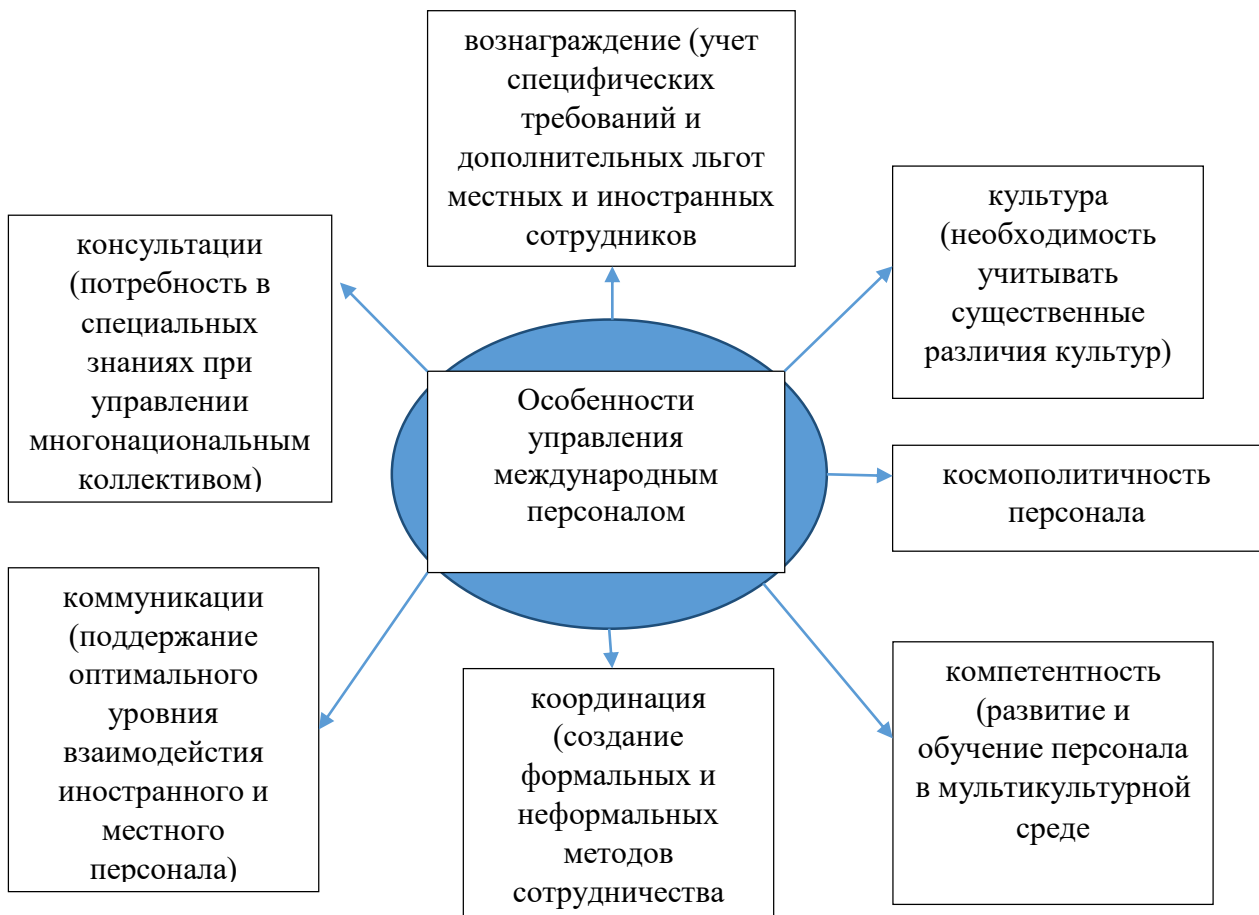 вознаграждение (учет
специфических
требований и
дополнительных льгот
местных и иностранных
сотрудников
культура
(необходимость
учитывать
существенные
различия культур)
консультации
(потребность в
специальных
знаниях при
управлении
многонациональным
коллективом)
Особенности
управления
международным
персоналом
космополитичность
персонала
коммуникации
(поддержание
оптимального
уровния
взаимодейстия
иностранного и
местного
персонала)
координация
(создание
формальных и
неформальных
методов
сотрудничества
компетентность
(развитие и
обучение персонала
в мультикультурной
среде